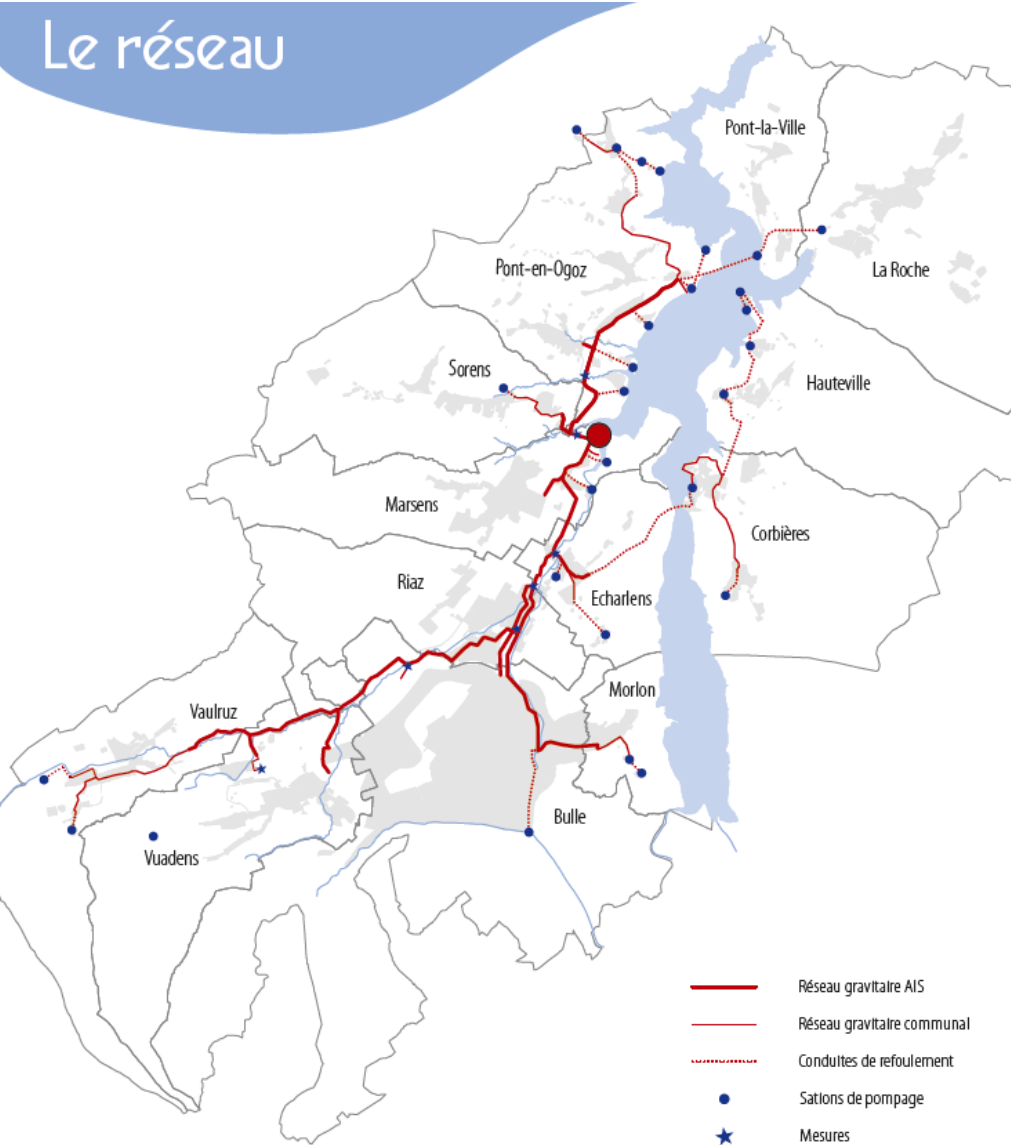 Le réseau
Pont-la-Ville
Pont-en-Ogoz
La Roche
Sorens
Hauteville
Marsens
Corbières
Riaz
Echarlens
Morlon
Vaulruz
Bulle
Vuadens
Réseau gravitaire AIS
Réseau gravitaire communal
Conduites de refoulement
Sations de pompage
Mesures